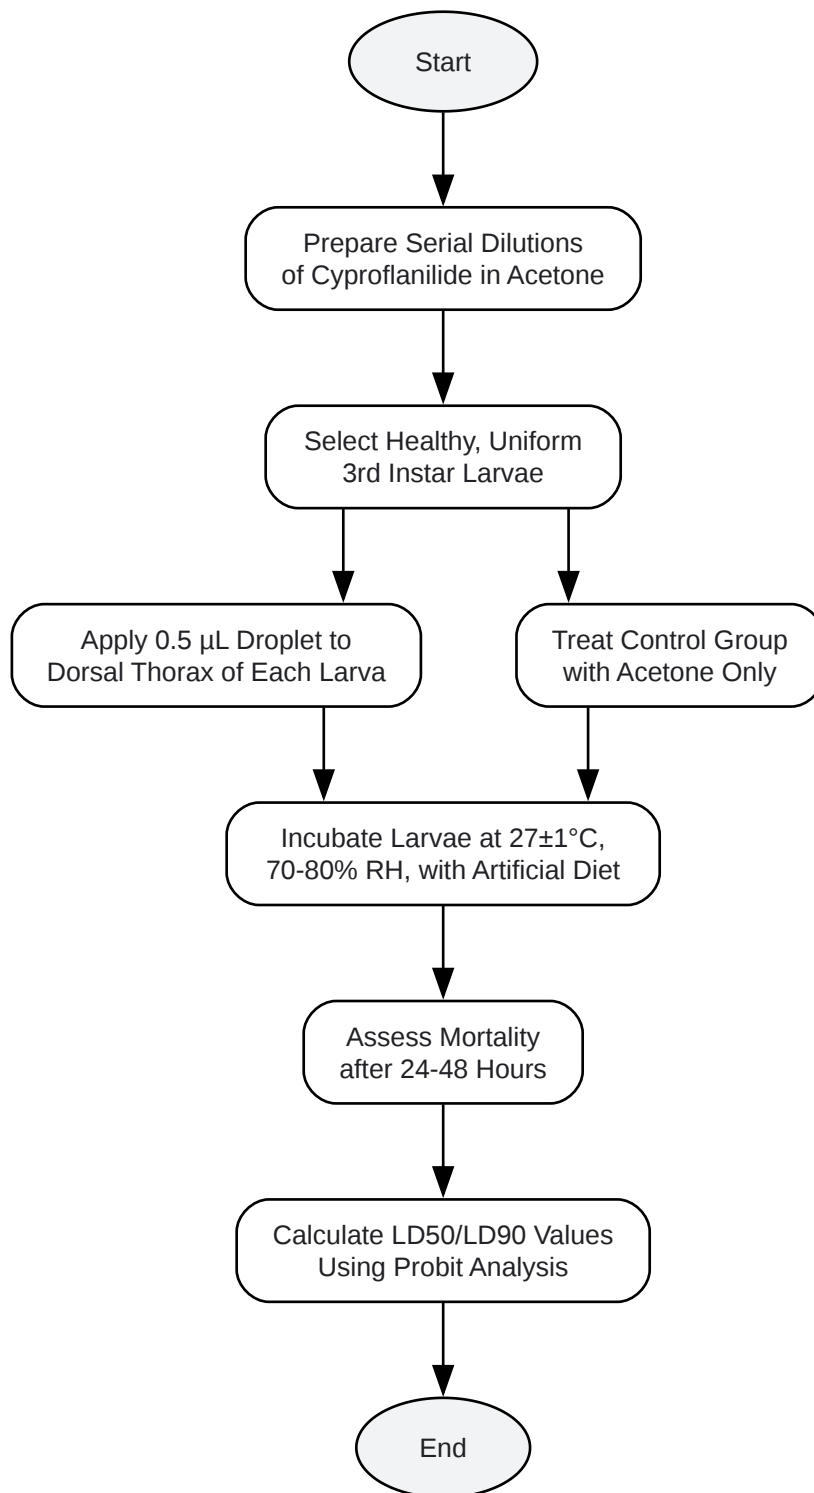 Start
Prepare Serial Dilutions
of Cyproflanilide in Acetone
Select Healthy, Uniform
3rd Instar Larvae
Apply 0.5 µL Droplet to
Dorsal Thorax of Each Larva
Treat Control Group
with Acetone Only
Incubate Larvae at 27±1°C,
70-80% RH, with Artificial Diet
Assess Mortality
after 24-48 Hours
Calculate LD50/LD90 Values
Using Probit Analysis
End